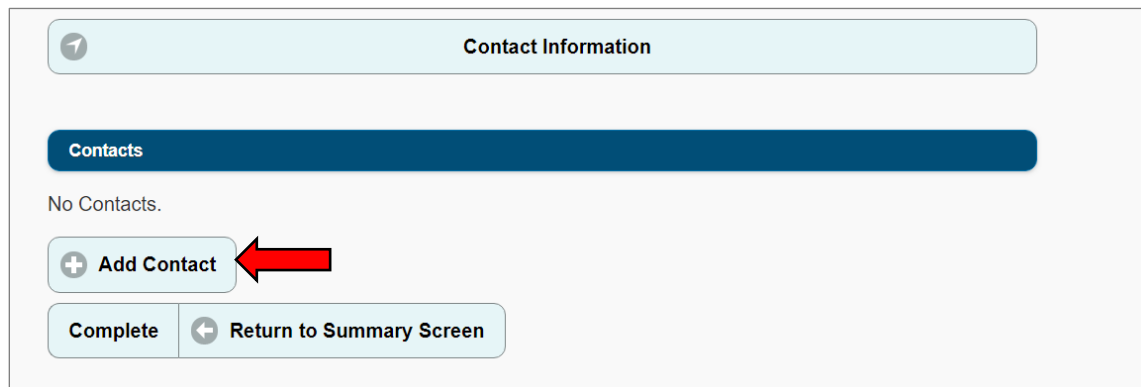 Contact Information
Contacts
No Contacts.
Add Contact
Complete Return to Summary Screen